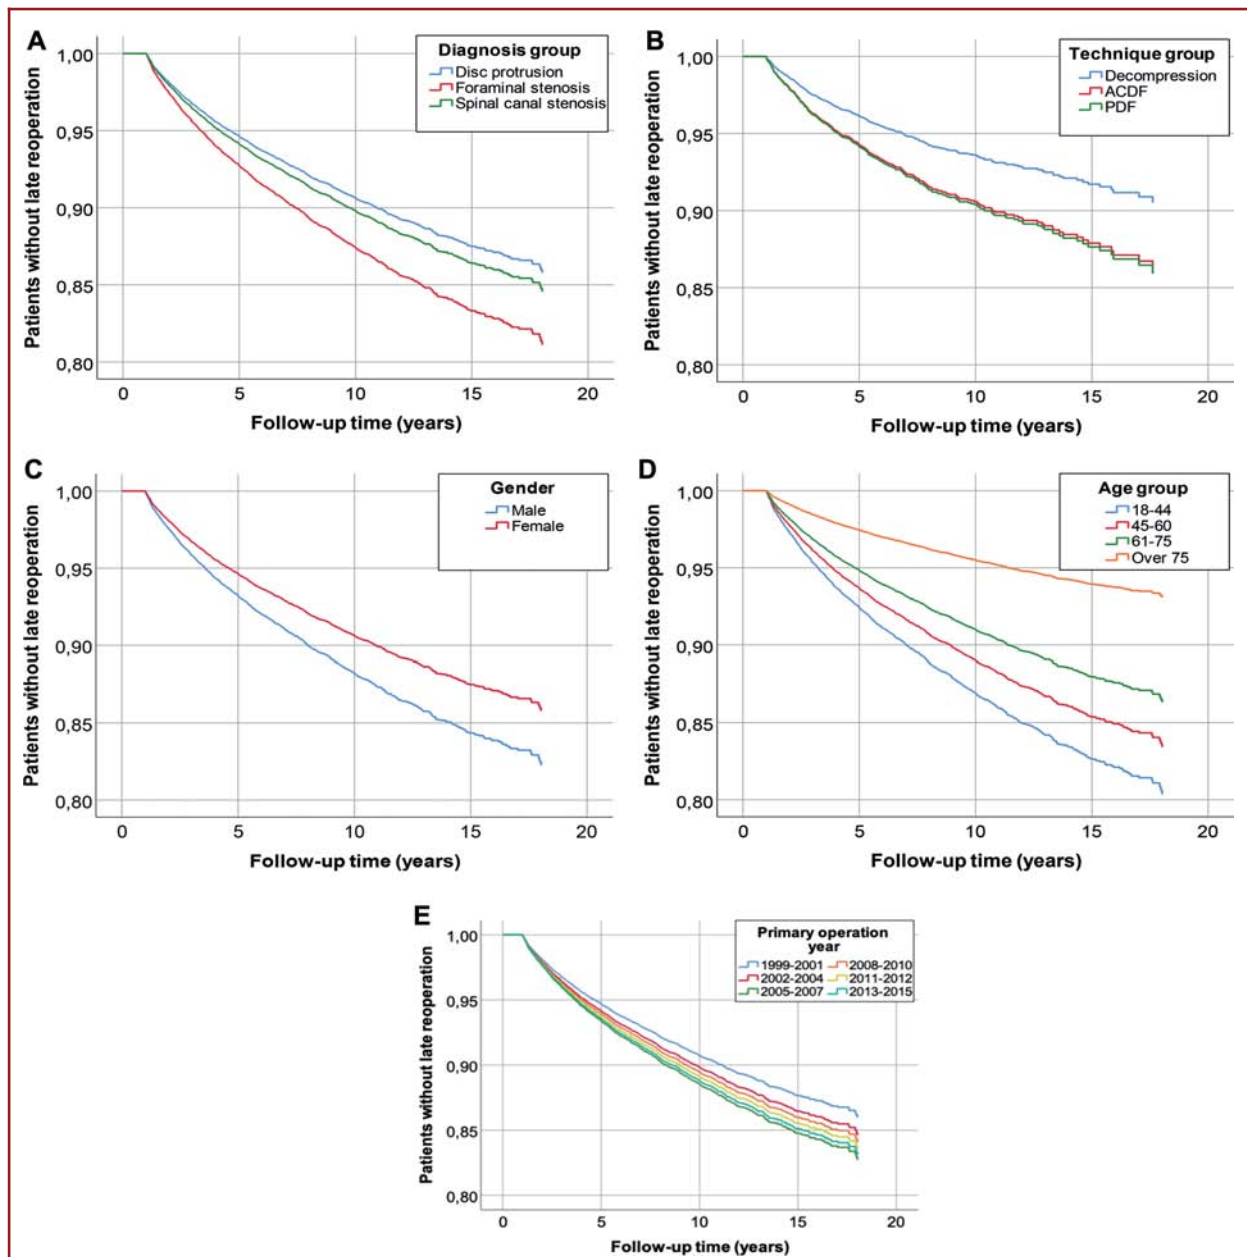 A
Diagnosis group
Disc protrusion
Foraminal stenosis
Spinal canal stenosis
1,00
0,95
0,90
0,85
0,80
Patients without late reoperation
0 5 10 15 20
Follow-up time (years)
B
Technique group
Decompression
ACDF
PDF
1,00
0,95
0,90
0,85
0,80
Patients without late reoperation
0 5 10 15 20
Follow-up time (years)
C
Gender
Male
Female
1,00
0,95
0,90
0,85
0,80
Patients without late reoperation
0 5 10 15 20
Follow-up time (years)
D
Age group
18-44
45-60
61-75
Over 75
1,00
0,95
0,90
0,85
0,80
Patients without late reoperation
0 5 10 15 20
Follow-up time (years)
E
Primary operation
year
1999-2001 2008-2010
2002-2004 2011-2012
2005-2007 2013-2015
1,00
0,95
0,90
0,85
0,80
Patients without late reoperation
0 5 10 15 20
Follow-up time (years)